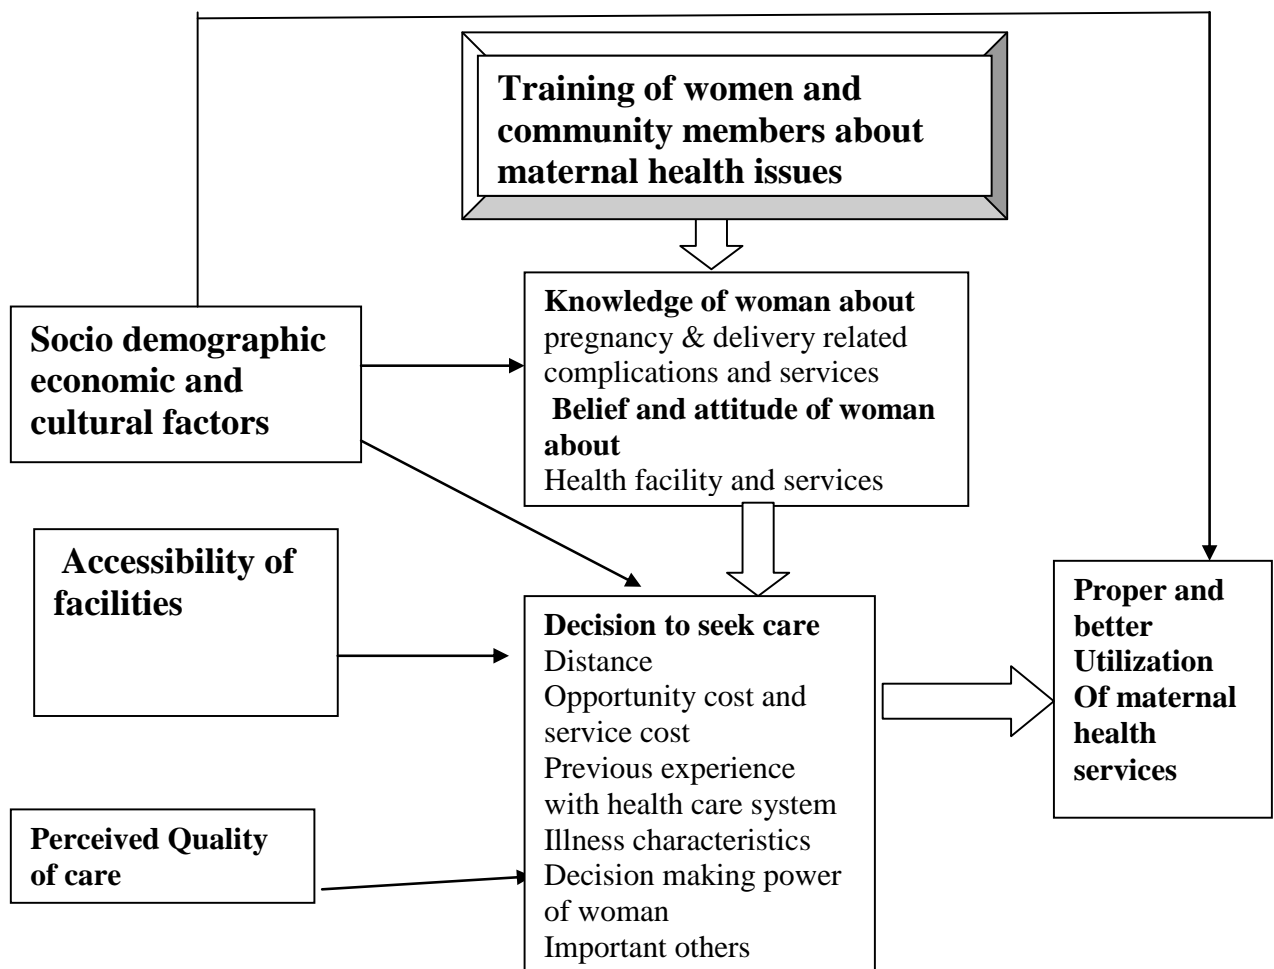 Training of women and
community members about
maternal health issues
Knowledge of woman about
pregnancy & delivery related
complications and services
Belief and attitude of woman
about
Health facility and services
Socio demographic
economic and
cultural factors
Accessibility of
facilities
Perceived Quality
of care
Decision to seek care
Distance
Opportunity cost and
service cost
Previous experience
with health care system
Illness characteristics
Decision making power
of woman
Important others
Proper and
better
Utilization
Of maternal
health
services